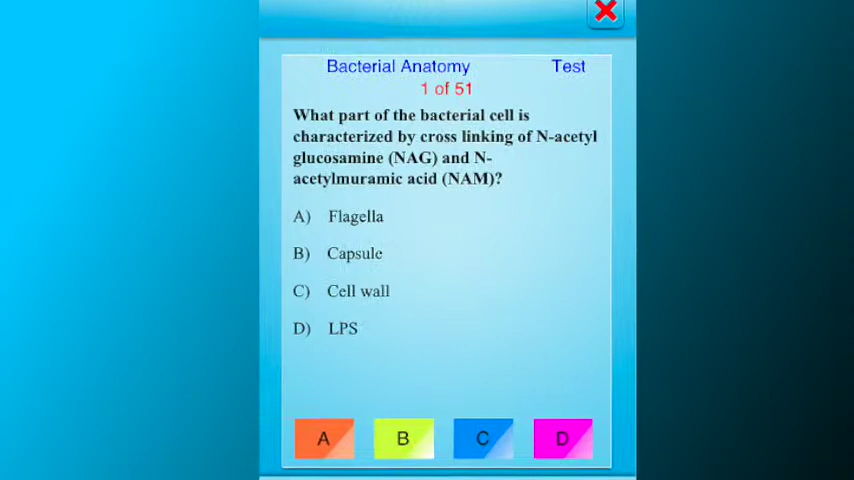 Bacterial Anatomy Test
1 of 51
What part of the bacterial cell is
characterized by cross linking of N-acetyl
glucosamine (NAG) and N-
acetylmuramic acid (NAM)?
A) Flagella
B) Capsule
C) Cell wall
D) LPS
A B C D